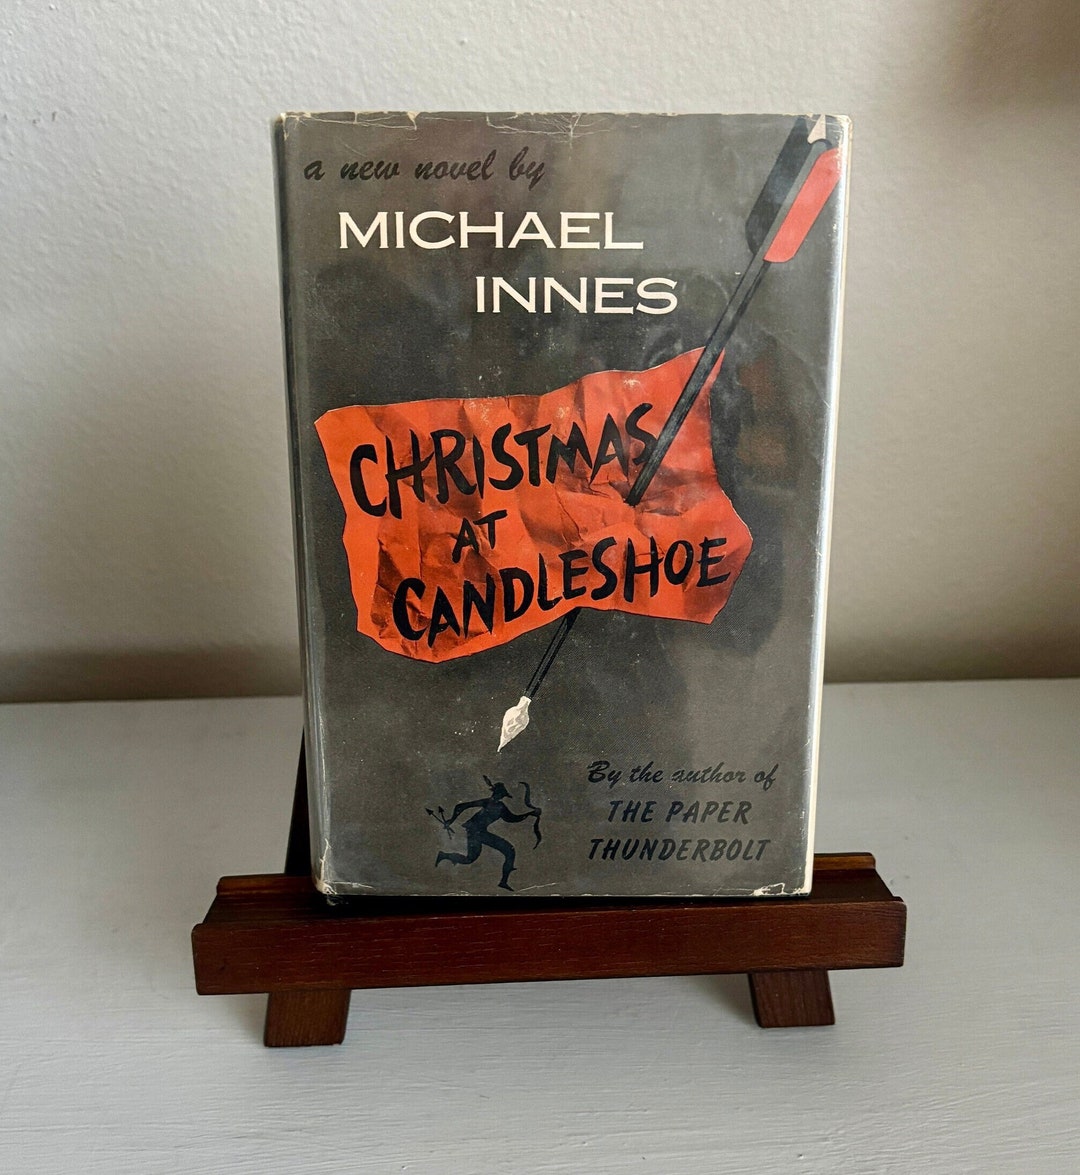 a new novel by
MICHAEL
INNES
CHRISTMAS
AT
CANDLESHOE
By the author of
THE PAPER
THUNDERBOLT